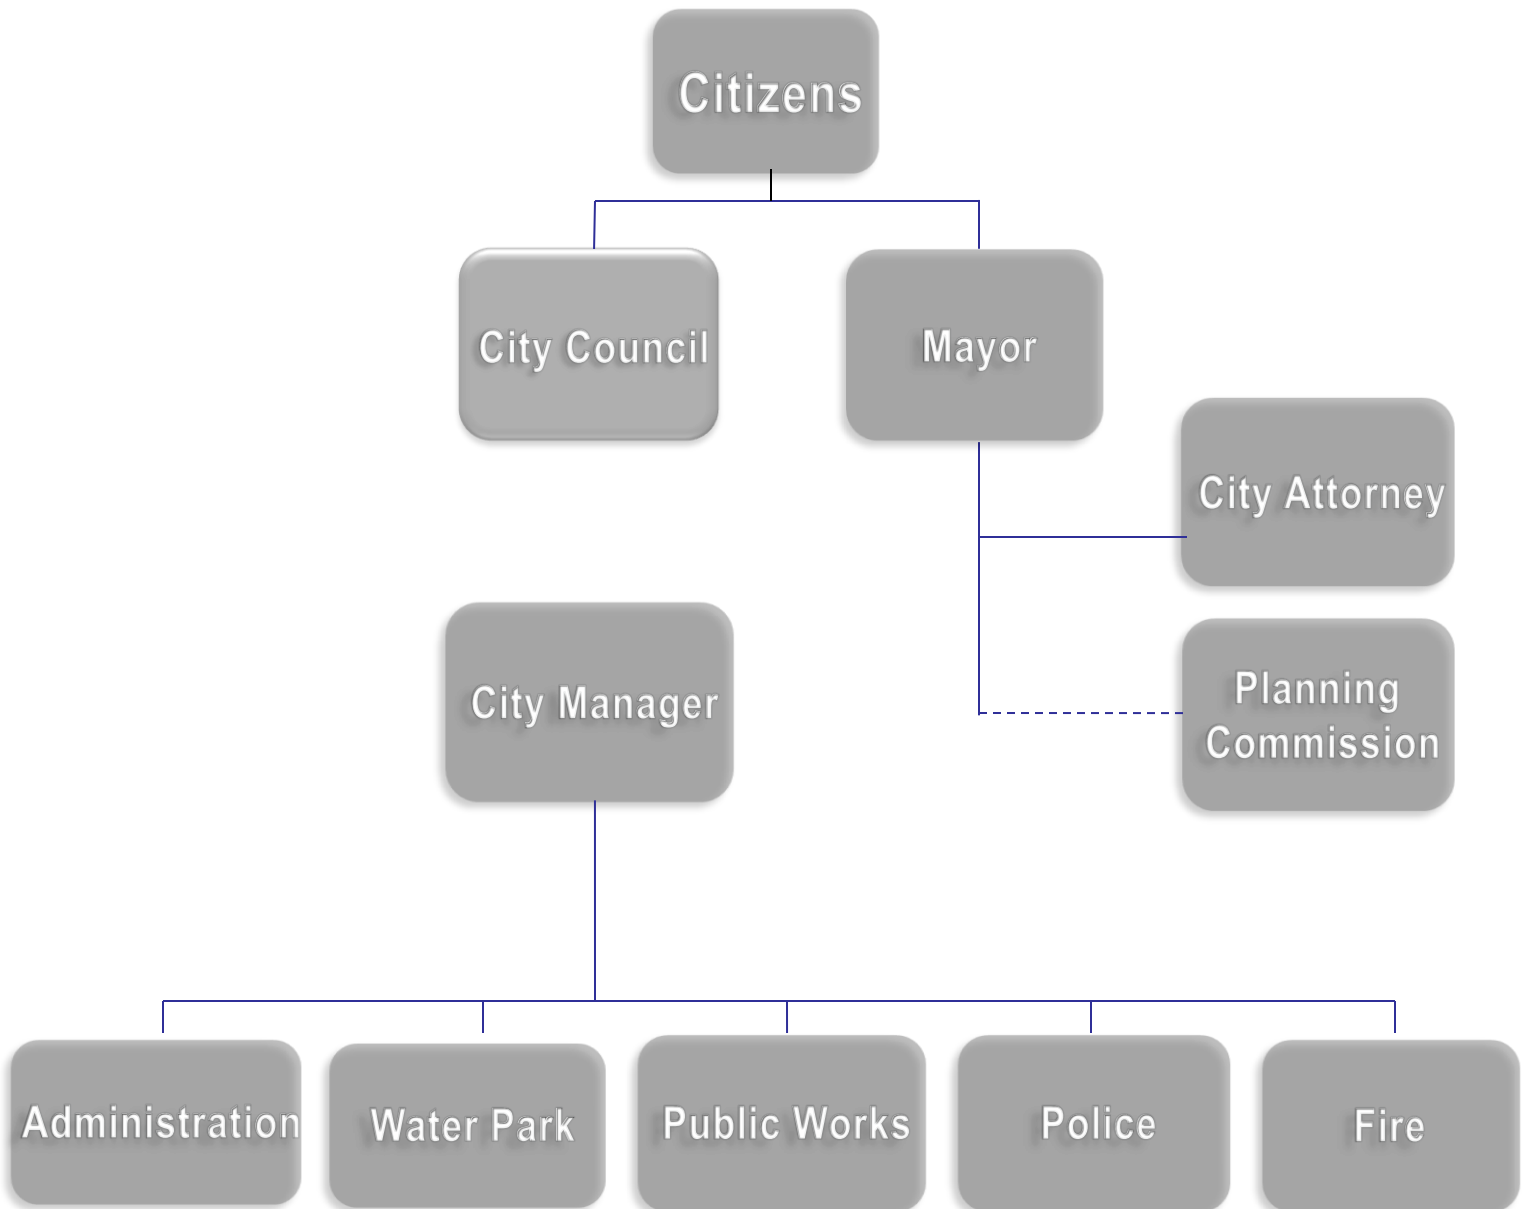 Citizens
City Council
Mayor
City Attorney
City Manager
Planning
Commission
Administration
Water Park
Public Works
Police
Fire